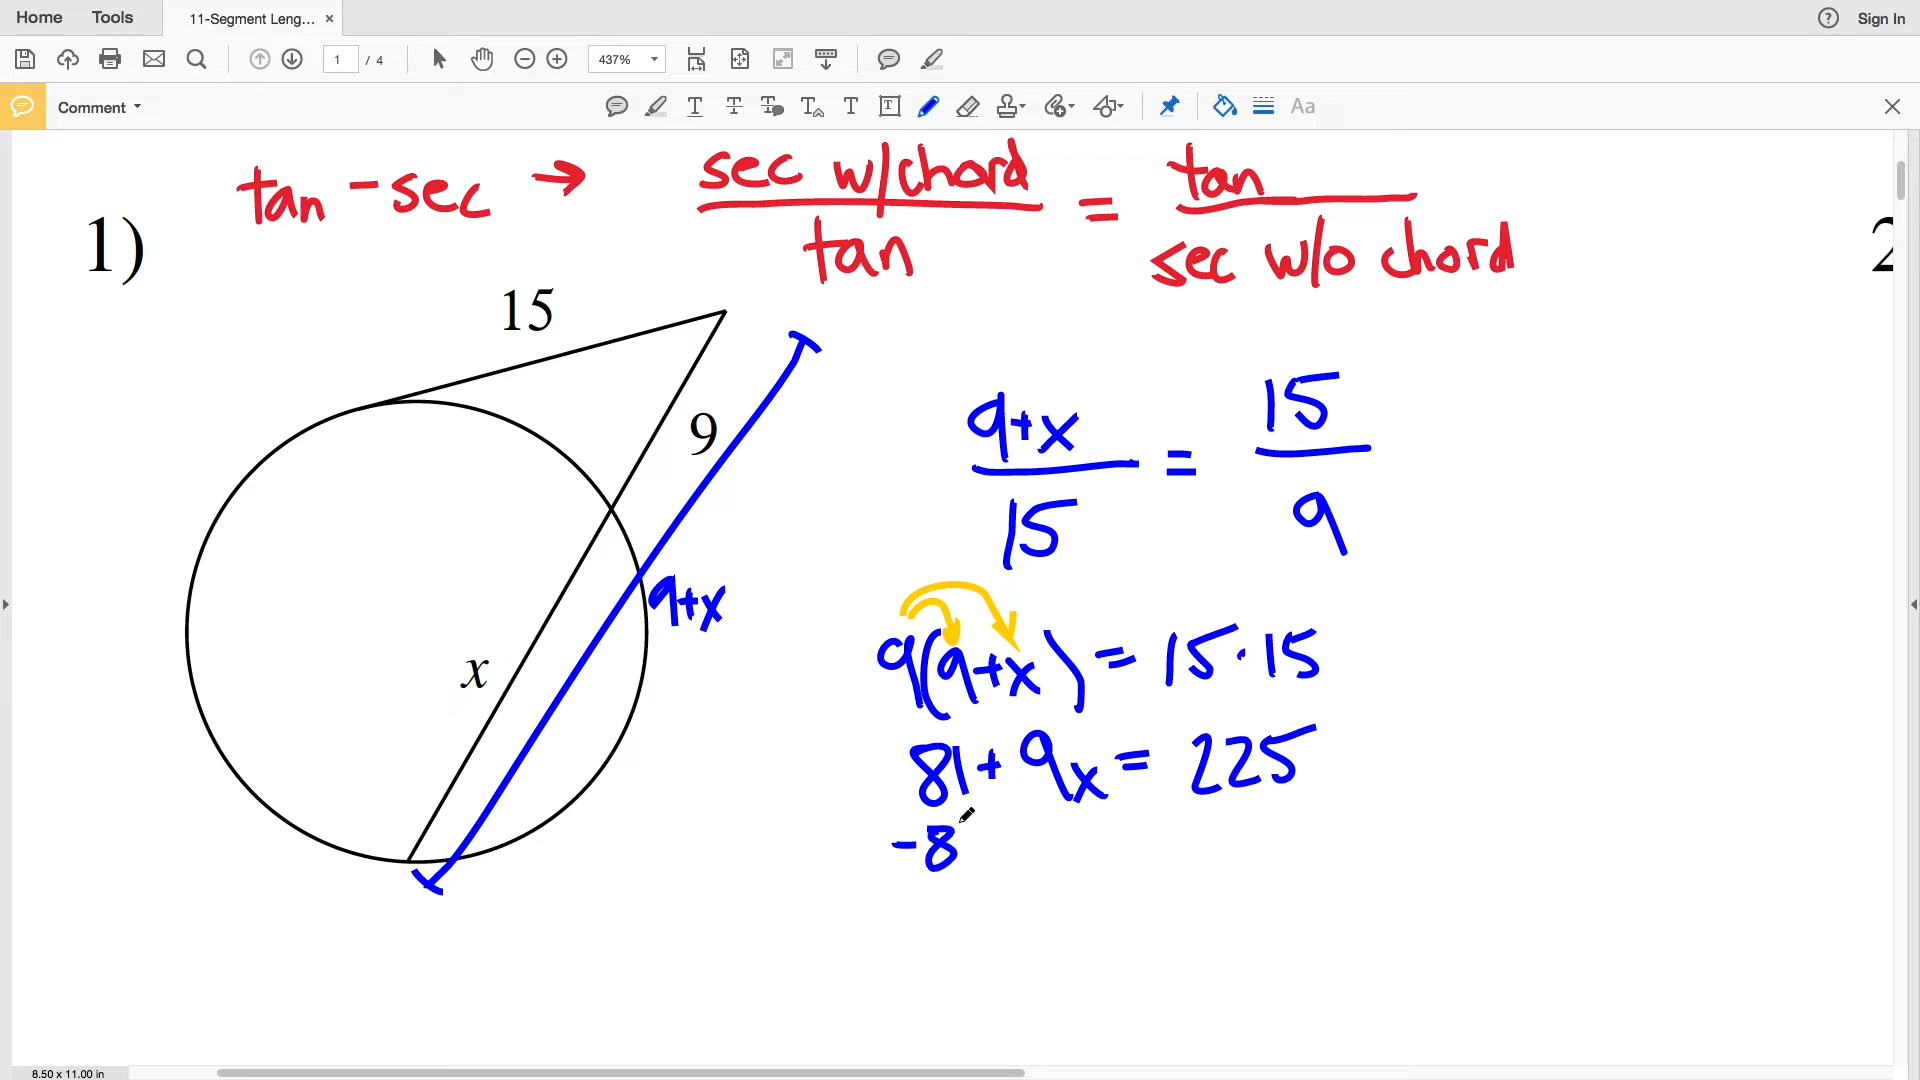 Home Tools 11-Segment Leng... × ? Sign In
1 / 4 437%
Comment T T T T T T Aa
tan - sec → sec w/chord / tan = tan / sec w/o chord
1)
2
15
9
9+x
x
9+x / 15 = 15 / 9
9(9+x) = 15·15
81 + 9x = 225
-8
8.50 x 11.00 in